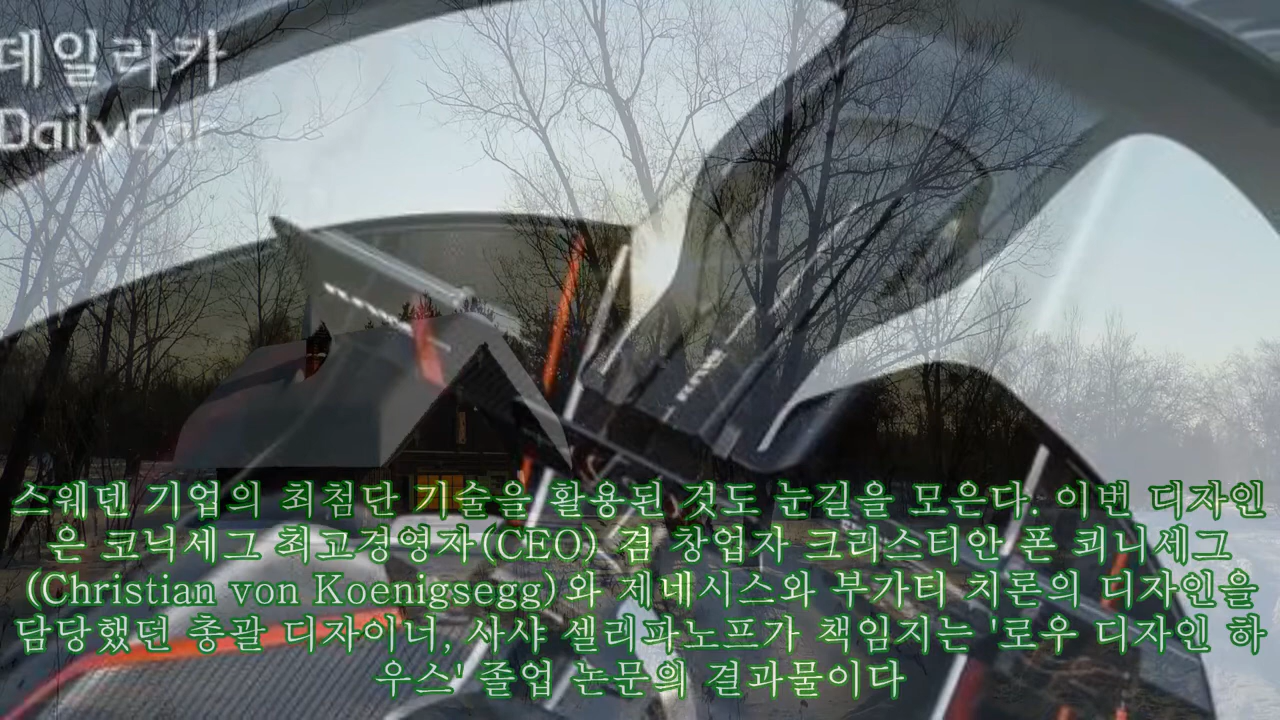 데일리카
DailyCar
RAW
스웨덴 기업의 최첨단 기술을 활용된 것도 눈길을 모은다. 이번 디자인
은 코닉세그 최고경영자(CEO) 겸 창업자 크리스티안 폰 쾨니세그
(Christian von Koenigsegg)와 제네시스와 부가티 치론의 디자인을
담당했던 총괄 디자이너, 사샤 셀리파노프가 책임지는 '로우 디자인 하
우스' 졸업 논문의 결과물이다